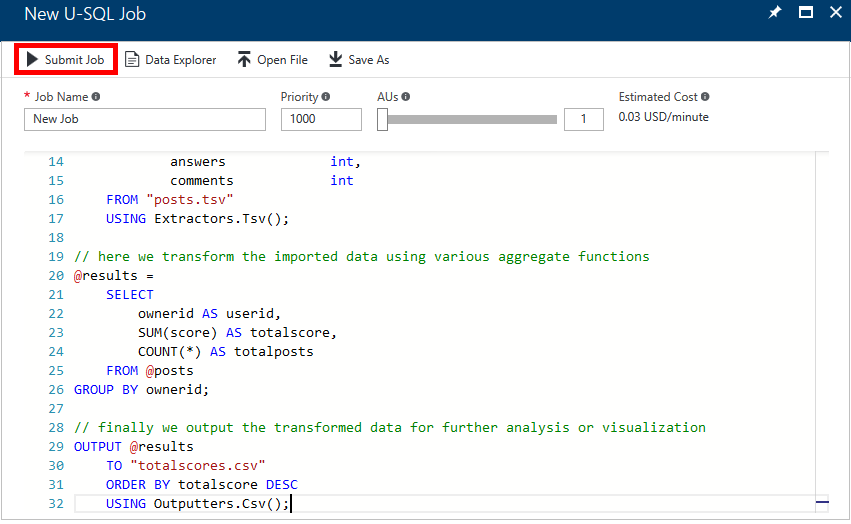 New U-SQL Job
Submit Job Data Explorer Open File Save As
* Job Name Priority AUs Estimated Cost
New Job 1000 1 0.03 USD/minute
14 answers int,
15 comments int
16 FROM "posts.tsv"
17 USING Extractors.Tsv();
18
19 // here we transform the imported data using various aggregate functions
20 @results =
21 SELECT
22 ownerid AS userid,
23 SUM(score) AS totalscore,
24 COUNT(*) AS totalposts
25 FROM @posts
26 GROUP BY ownerid;
27
28 // finally we output the transformed data for further analysis or visualization
29 OUTPUT @results
30 TO "totalscores.csv"
31 ORDER BY totalscore DESC
32 USING Outputters.Csv();